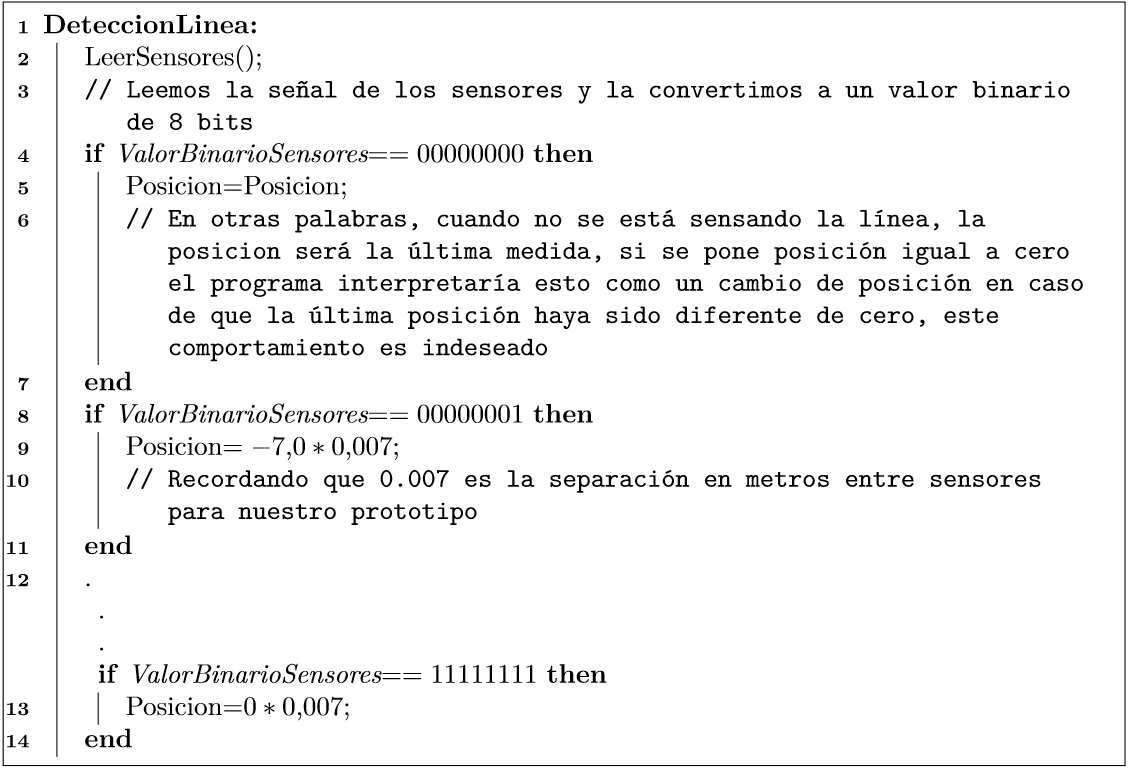 1 DeteccionLinea:
2 LeerSensores();
3 // Leemos la señal de los sensores y la convertimos a un valor binario
de 8 bits
4 if ValorBinarioSensores== 00000000 then
5 Posicion=Posicion;
6 // En otras palabras, cuando no se está sensando la línea, la
posicion será la última medida, si se pone posición igual a cero
el programa interpretaría esto como un cambio de posición en caso
de que la última posición haya sido diferente de cero, este
comportamiento es indeseado
7 end
8 if ValorBinarioSensores== 00000001 then
9 Posicion= −7,0 ∗ 0,007;
10 // Recordando que 0.007 es la separación en metros entre sensores
para nuestro prototipo
11 end
12 .
.
.
if ValorBinarioSensores== 11111111 then
13 Posicion=0 ∗ 0,007;
14 end